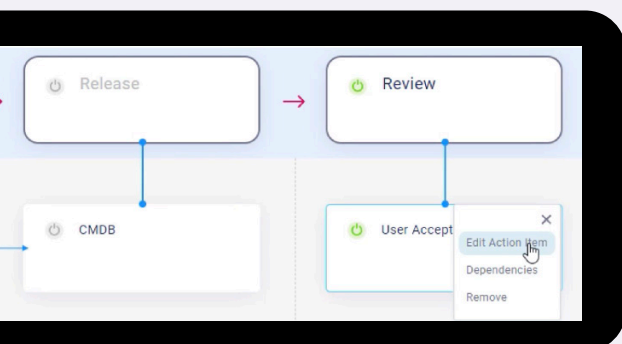 Release
Review
CMDB
User Accept
Edit Action Item
Dependencies
Remove